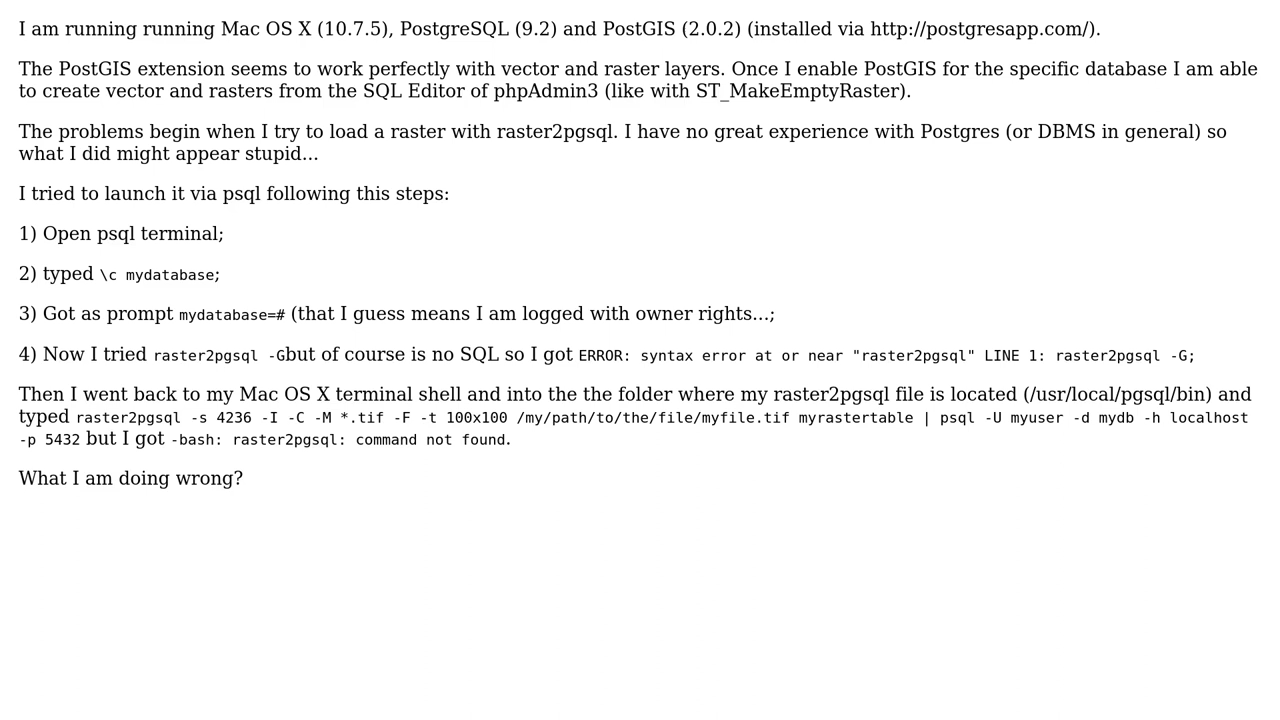 I am running running Mac OS X (10.7.5), PostgreSQL (9.2) and PostGIS (2.0.2) (installed via http://postgresapp.com/).
The PostGIS extension seems to work perfectly with vector and raster layers. Once I enable PostGIS for the specific database I am able
to create vector and rasters from the SQL Editor of phpAdmin3 (like with ST_MakeEmptyRaster).
The problems begin when I try to load a raster with raster2pgsql. I have no great experience with Postgres (or DBMS in general) so
what I did might appear stupid...
I tried to launch it via psql following this steps:
1) Open psql terminal;
2) typed \c mydatabase;
3) Got as prompt mydatabase=# (that I guess means I am logged with owner rights...;
4) Now I tried raster2pgsql -Gbut of course is no SQL so I got ERROR: syntax error at or near "raster2pgsql" LINE 1: raster2pgsql -G;
Then I went back to my Mac OS X terminal shell and into the the folder where my raster2pgsql file is located (/usr/local/pgsql/bin) and
typed raster2pgsql -s 4236 -I -C -M *.tif -F -t 100x100 /my/path/to/the/file/myfile.tif myrastertable | psql -U myuser -d mydb -h localhost
-p 5432 but I got -bash: raster2pgsql: command not found.
What I am doing wrong?